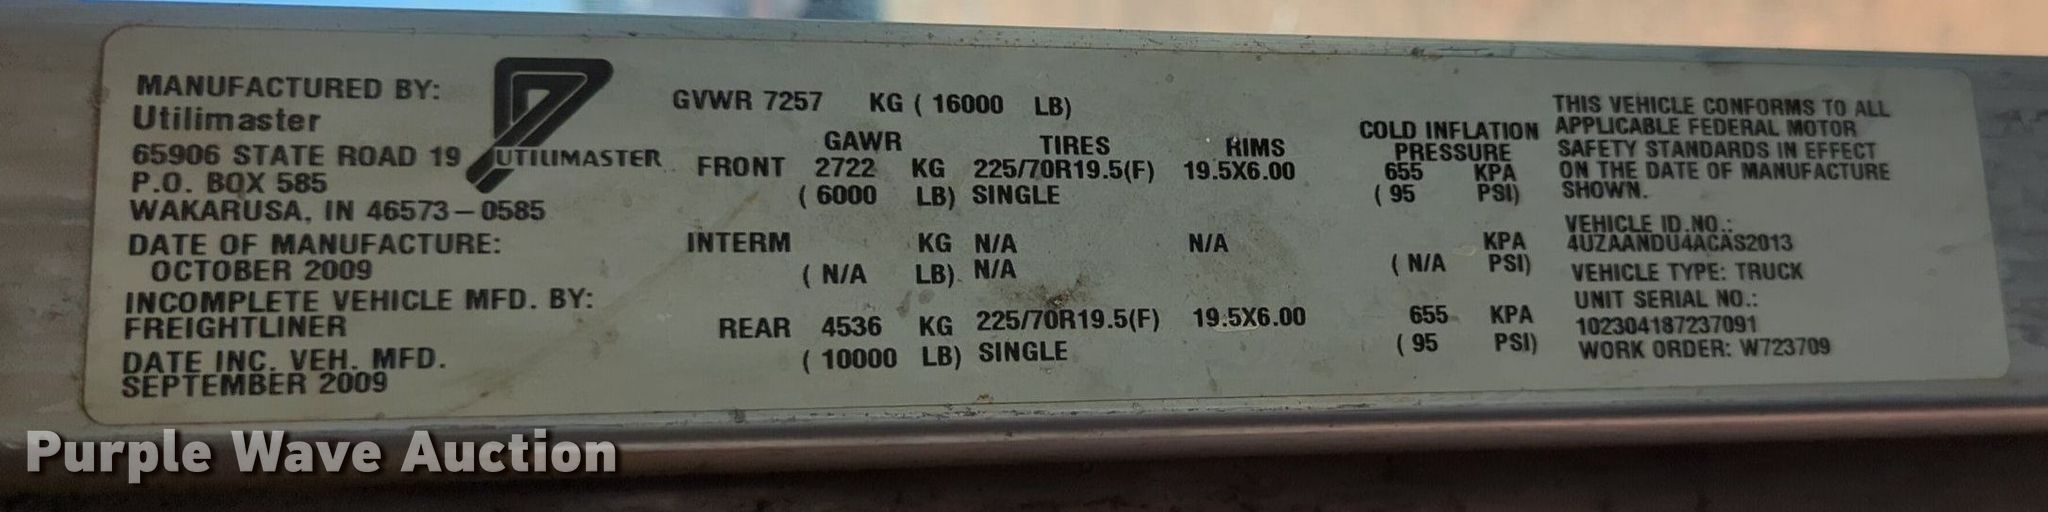 MANUFACTURED BY:
Utilimaster
65906 STATE ROAD 19
P.O. BOX 585
WAKARUSA, IN 46573-0585
DATE OF MANUFACTURE:
OCTOBER 2009
INCOMPLETE VEHICLE MFD. BY:
FREIGHTLINER
DATE INC. VEH. MFD.
SEPTEMBER 2009
UTILIMASTER
GVWR 7257 KG ( 16000 LB)
GAWR TIRES RIMS COLD INFLATION PRESSURE
FRONT 2722 KG 225/70R19.5(F) 19.5X6.00 655 KPA
( 6000 LB) SINGLE ( 95 PSI)
INTERM KG N/A N/A KPA
( N/A LB) N/A ( N/A PSI)
REAR 4536 KG 225/70R19.5(F) 19.5X6.00 655 KPA
( 10000 LB) SINGLE ( 95 PSI)
THIS VEHICLE CONFORMS TO ALL
APPLICABLE FEDERAL MOTOR
SAFETY STANDARDS IN EFFECT
ON THE DATE OF MANUFACTURE
SHOWN.
VEHICLE ID.NO.:
4UZAANDU4ACAS2013
VEHICLE TYPE: TRUCK
UNIT SERIAL NO.:
102304187237091
WORK ORDER: W723709
Purple Wave Auction